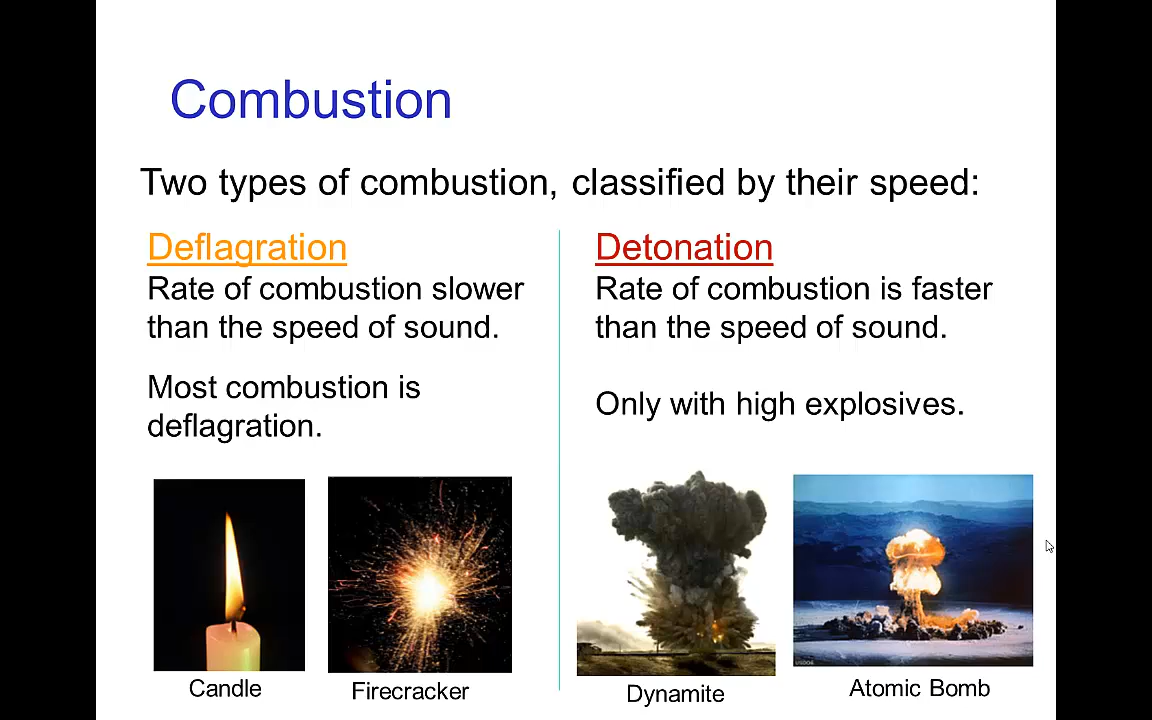 Combustion
Two types of combustion, classified by their speed:
Deflagration
Rate of combustion slower
than the speed of sound.
Most combustion is
deflagration.
Detonation
Rate of combustion is faster
than the speed of sound.
Only with high explosives.
Candle
Firecracker
Dynamite
Atomic Bomb